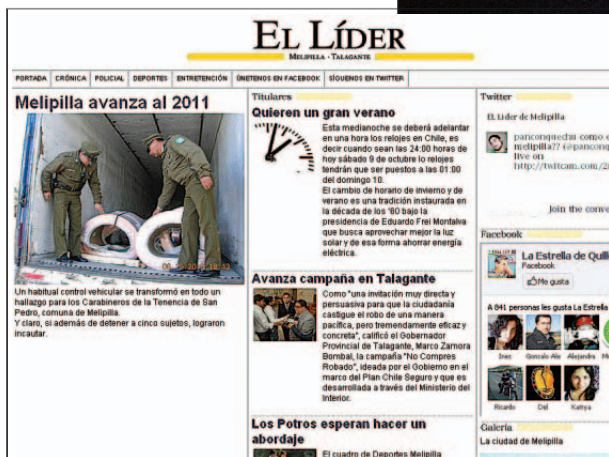 EL LÍDER
MELIPILLA - TALAGANTE
PORTADA CRÓNICA POLICIAL DEPORTES ENTRETENCIÓN ÚNETENOS EN FACEBOOK SÍGUENOS EN TWITTER
Melipilla avanza al 2011
Un habitual control vehicular se transformó en todo un
hallazgo para los Carabineros de la Tenencia de San
Pedro, comuna de Melipilla.
Y claro, si además de detener a cinco sujetos, lograron
incautar.
Titulares
Quieren un gran verano
Esta medianoche se deberá adelantar
en una hora los relojes en Chile, es
decir cuando sean las 24:00 horas de
hoy sábado 9 de octubre lo relojes
tendrán que ser puestos a las 01:00
del domingo 10.
El cambio de horario de invierno y de
verano es una tradición instaurada en
la década de los '60 bajo la
presidencia de Eduardo Frei Montalva
que busca aprovechar mejor la luz
solar y de esa forma ahorrar energía
eléctrica.
Avanza campaña en Talagante
Como "una invitación muy directa y
persuasiva para que la ciudadanía
castigue el robo de una manera
pacífica, pero tremendamente eficaz y
concreta", calificó el Gobernador
Provincial de Talagante, Marco Zamora
Bombal, la campaña "No Compres
Robado", ideada por el Gobierno en el
marco del Plan Chile Seguro y que es
desarrollada a través del Ministerio del
Interior.
Los Potros esperan hacer un
abordaje
El cuadro de Deportes Melipilla
Twitter
EL Lider de Melipilla
panconquechu como e
melipilla?? (@panconq
live on
http://twitcam.com/2
Join the conve
Facebook
La Estrella de Quill
Facebook
Me gusta
A 841 personas les gusta La Estrella
Ines Gonzalo Ale Alejandra
Ricardo Del Kattya
Galería
La ciudad de Melipilla